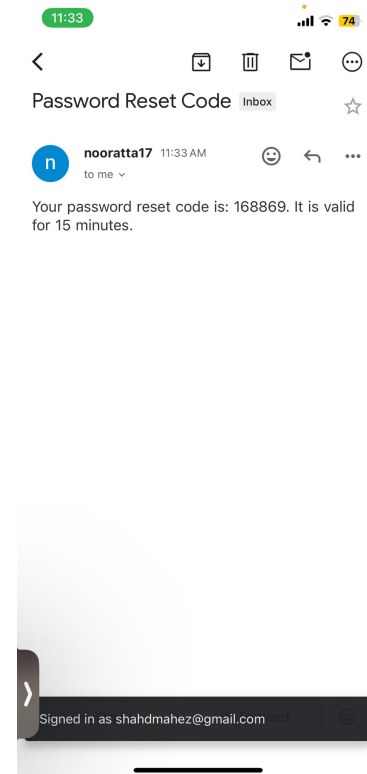 11:33
74
Password Reset Code Inbox
nooratta17 11:33 AM
n
to me
Your password reset code is: 168869. It is valid
for 15 minutes.
Signed in as shahdmahez@gmail.com